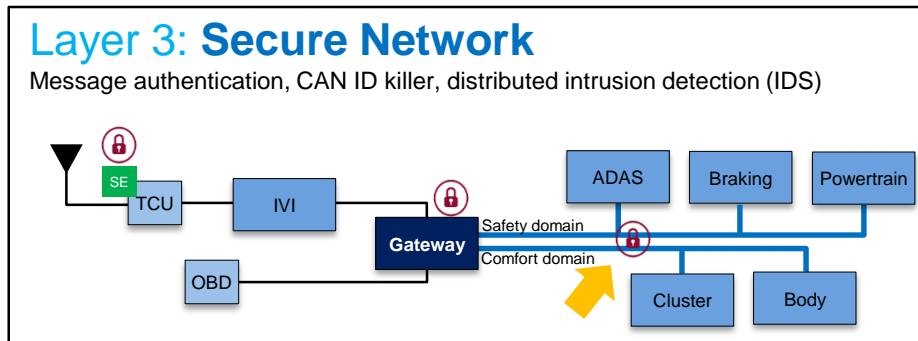 Layer 3: Secure Network
Message authentication, CAN ID killer, distributed intrusion detection (IDS)
SE
TCU
IVI
OBD
Gateway
Safety domain
Comfort domain
ADAS
Braking
Powertrain
Cluster
Body